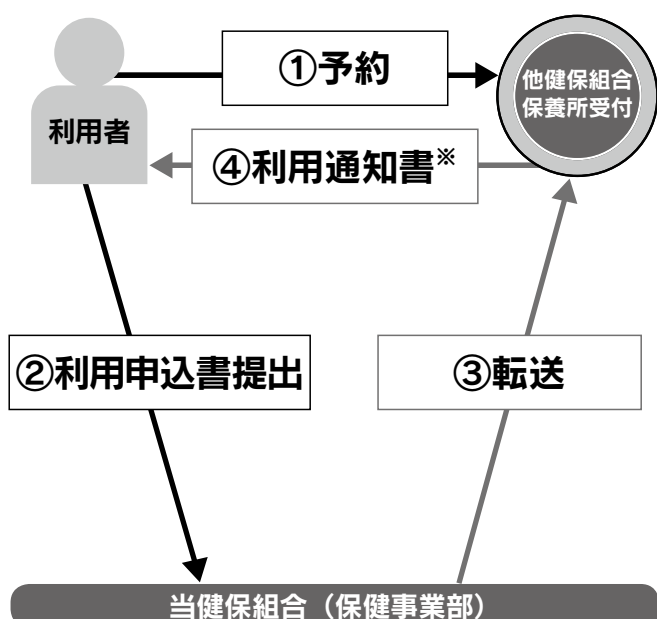 ①予約
他健保組合
保養所受付
利用者
④利用通知書※
②利用申込書提出
③転送
当健保組合（保健事業部）